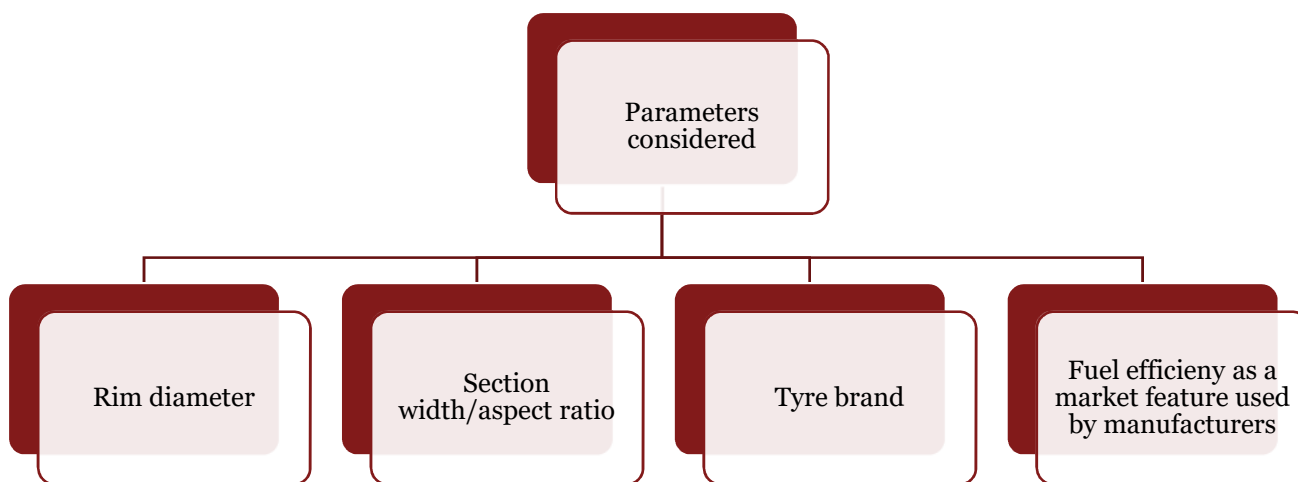 Parameters
considered
Rim diameter
Section
width/aspect ratio
Tyre brand
Fuel efficieny as a
market feature used
by manufacturers